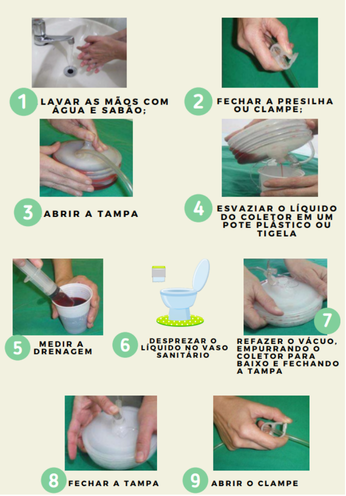 1 LAVAR AS MÃOS COM
ÁGUA E SABÃO;
2 FECHAR A PRESILHA
OU CLAMPE;
3 ABRIR A TAMPA
4 ESVAZIAR O LÍQUIDO
DO COLETOR EM UM
POTE PLÁSTICO OU
TIGELA
5 MEDIR A
DRENAGEM
6 DESPREZAR O
LÍQUIDO NO VASO
SANITÁRIO
7
REFAZER O VÁCUO,
EMPURRANDO O
COLETOR PARA
BAIXO E FECHANDO
A TAMPA
8 FECHAR A TAMPA
9 ABRIR O CLAMPE